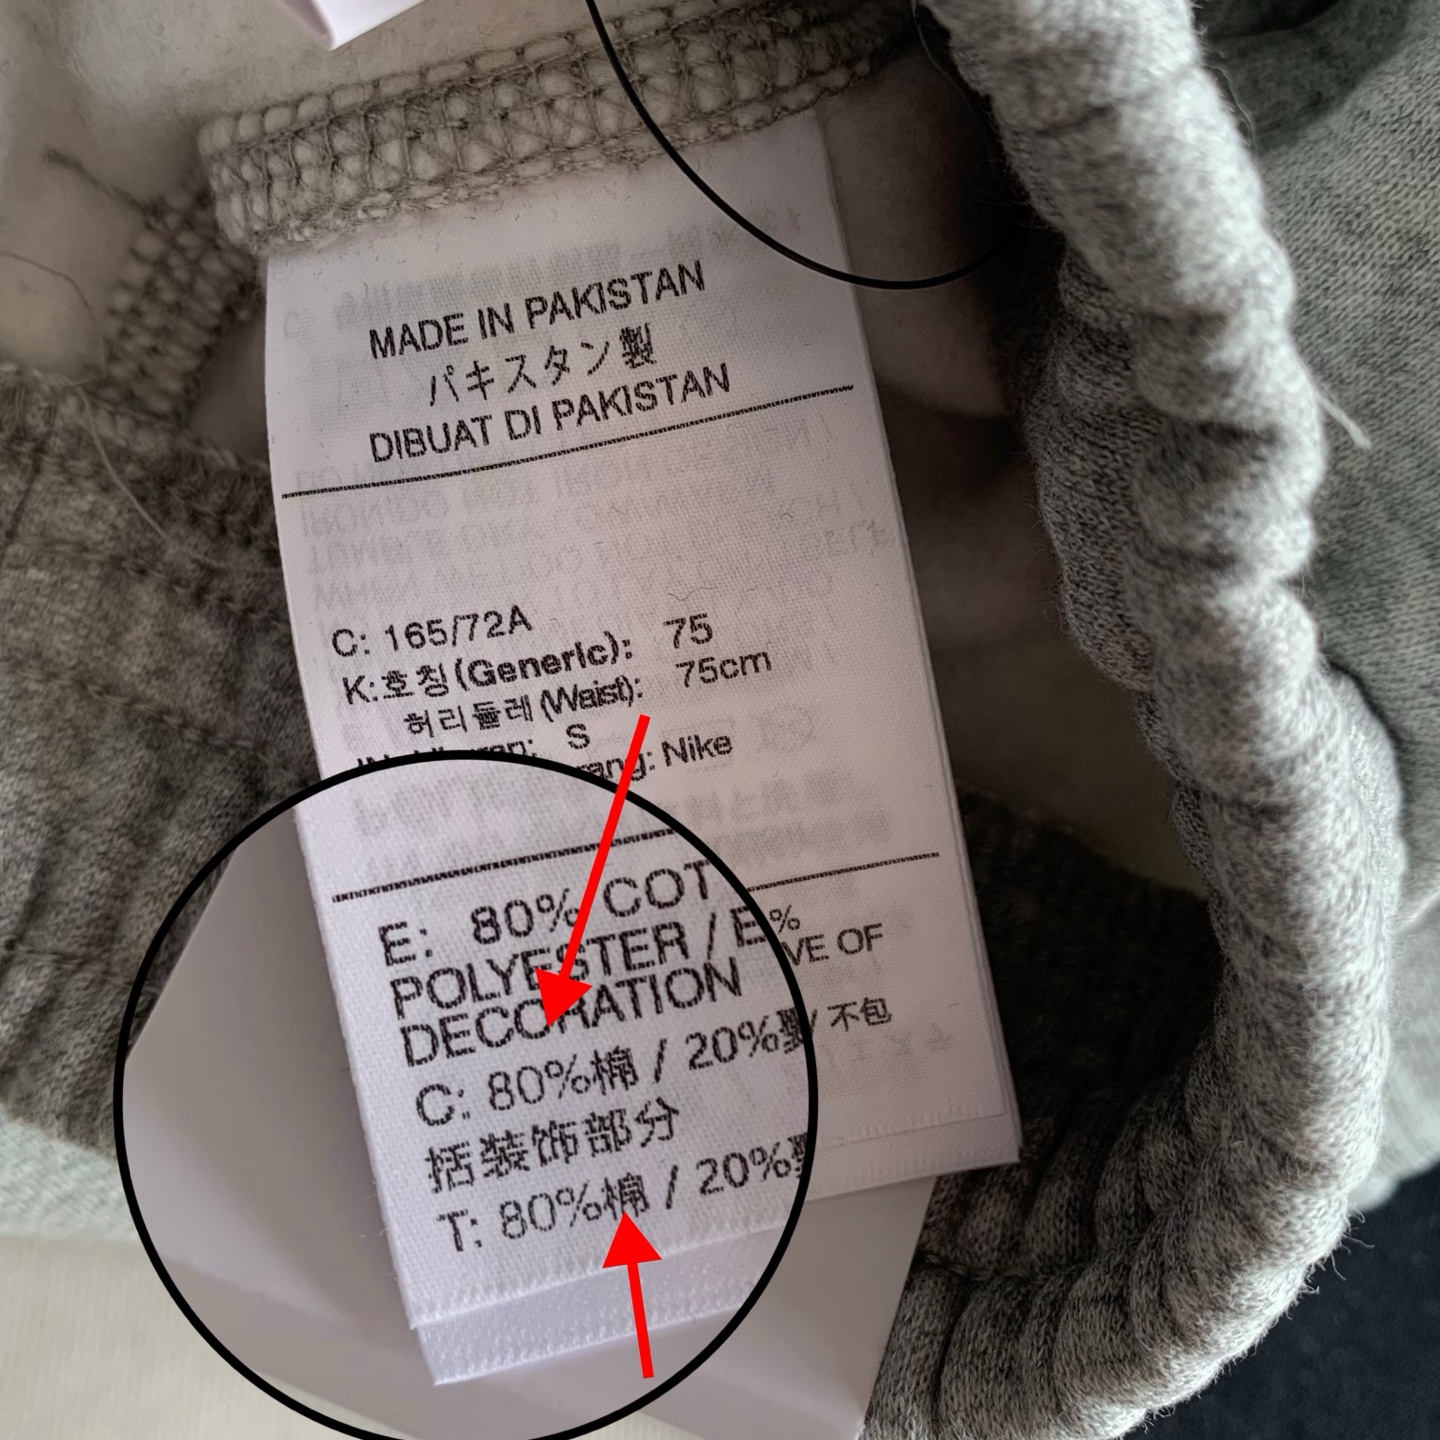 MADE IN PAKISTAN
パキスタン製
DIBUAT DI PAKISTAN
C: 165/72A
K:호칭(Generic): 75
허리둘레(Waist): 75cm
S
Nike
E: 80% COT
POLYESTER / E %
DECORATION VE OF
C: 80%棉 / 20% / 不包
括装饰部分
T: 80%棉 / 20%